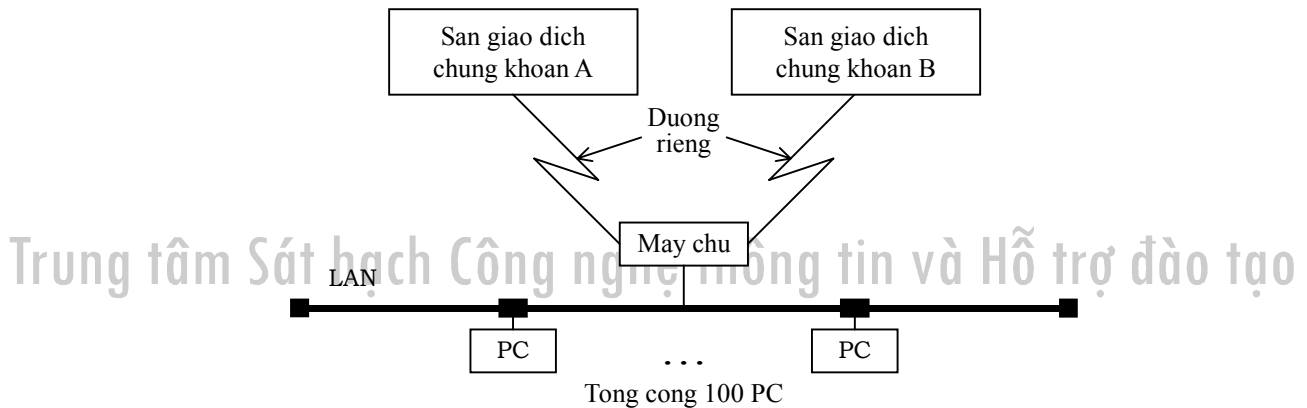 San giao dich
chung khoan A
San giao dich
chung khoan B
Duong
rieng
May chu
Trung tâm Sát hạch Công nghệ thông tin và Hỗ trợ đào tạo
LAN
PC
. . .
PC
Tong cong 100 PC